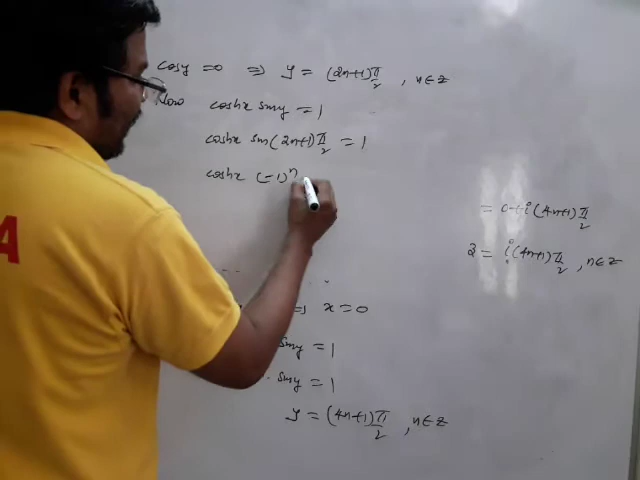 cosy = 0 ⇒ y = (2n+1)π/2 , n∈z
Now coshx siny = 1
coshx sin(2n+1)π/2 = 1
coshx (-1)^n
⇒ x = 0
siny = 1
siny = 1
y = (4n+1)π/2 , n∈z
= 0+i(4n+1)π/2
z = i(4n+1)π/2 , n∈z
A